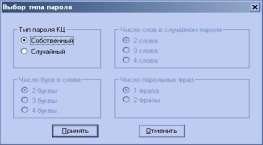 Выбор типа пароля
Тип пароля КЦ
Собственный
Случайный
Число слов в случайном пароле
2 слова
3 слова
4 слова
Число букв в слове
2 буквы
3 буквы
4 буквы
Число парольных фраз
1 фраза
2 фразы
Принять
Отменить